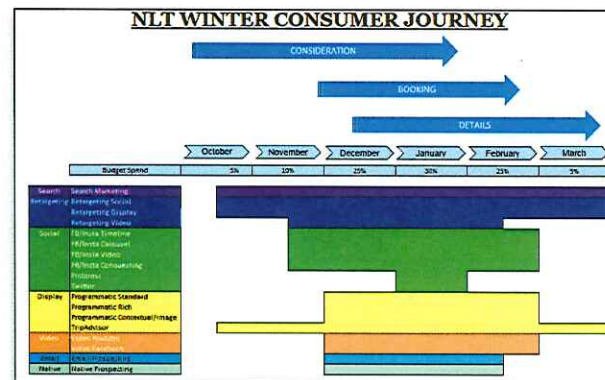 NLT WINTER CONSUMER JOURNEY
CONSIDERATION
BOOKING
DETAILS
October November December January February March
Budget Spend 5% 10% 25% 30% 25% 5%
Search Search Marketing
Retargeting Retargeting Social
Retargeting Display
Retargeting Video
Social FB/Insta Timeline
FB/Insta Carousel
FB/Insta Video
FB/Insta Conquesting
Pinterest
Twitter
Display Programmatic Standard
Programmatic Rich
Programmatic Contextual/Image
TripAdvisor
Video Video
Video Facebook
Email Email Prospecting
Native Native Prospecting